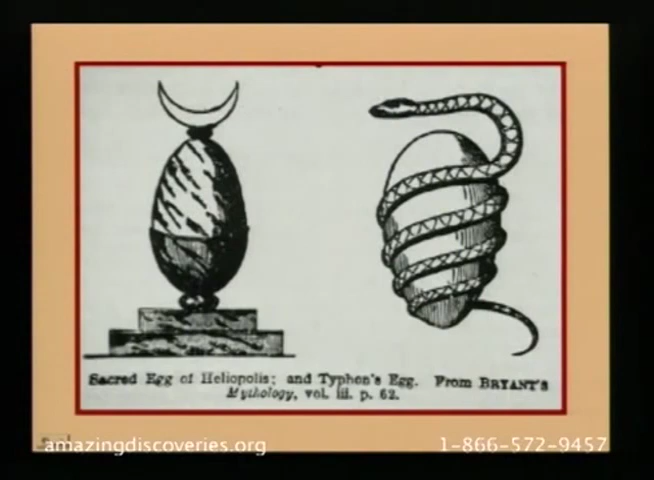 Sacred Egg of Heliopolis; and Typhon's Egg. From BRYANT'S
Mythology, vol. iii. p. 62.
amazingdiscoveries.org 1-866-572-9457